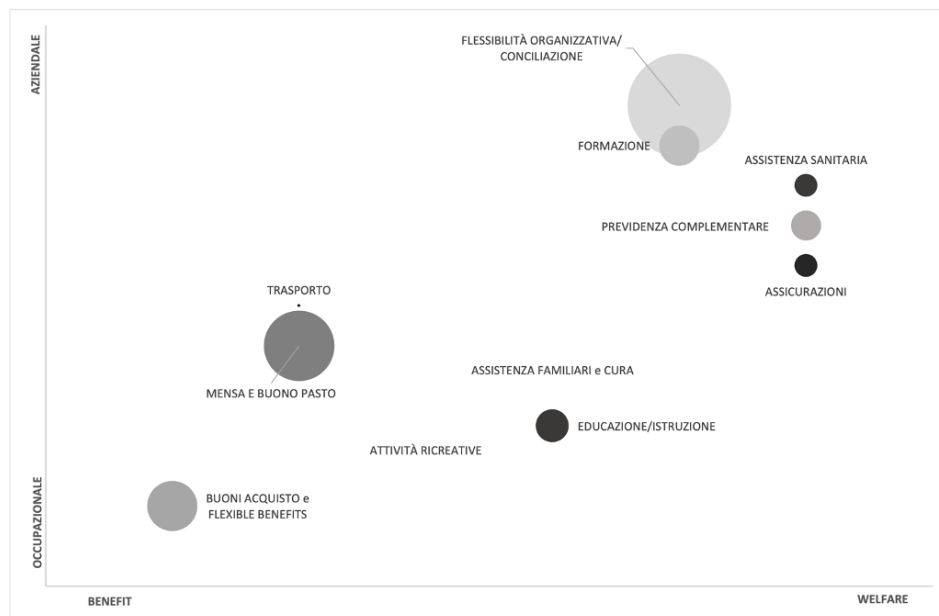 AZIENDALE
FLESSIBILITÀ ORGANIZZATIVA/
CONCILIAZIONE
FORMAZIONE
ASSISTENZA SANITARIA
PREVIDENZA COMPLEMENTARE
ASSICURAZIONI
TRASPORTO
MENSA E BUONO PASTO
ASSISTENZA FAMILIARI e CURA
EDUCAZIONE/ISTRUZIONE
ATTIVITÀ RICREATIVE
BUONI ACQUISTO e
FLEXIBLE BENEFITS
OCCUPAZIONALE
BENEFIT
WELFARE